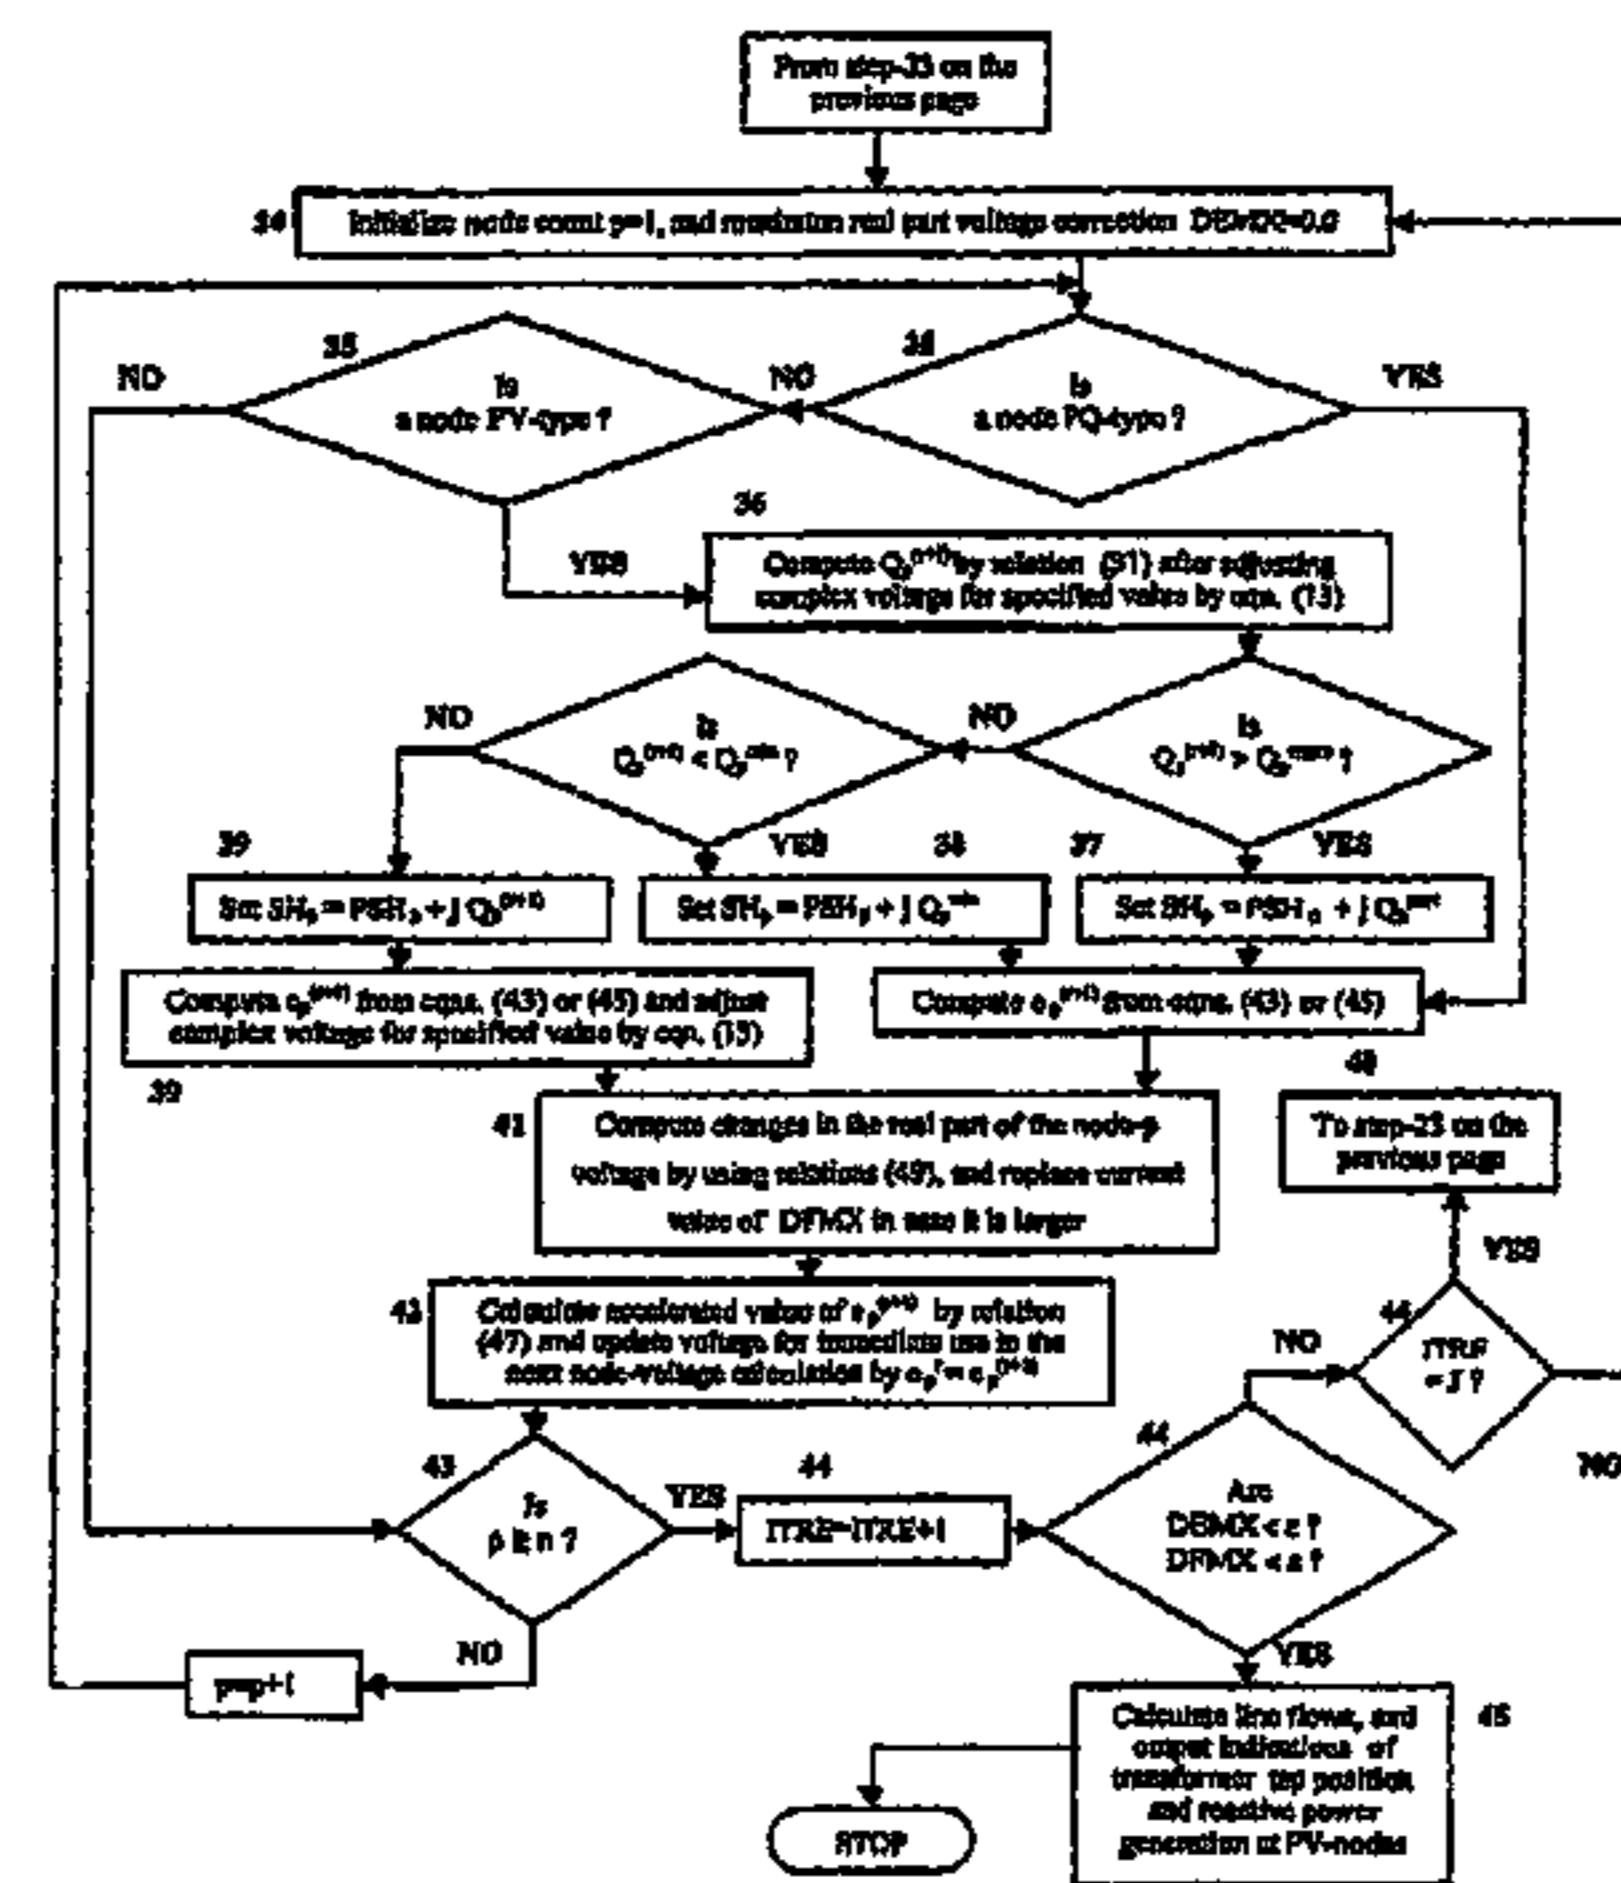 From step-33 on the
previous page
34
Initialize node count p=1, and maximum real part voltage correction
35
NO
Is
a node PV-type ?
NO
Is
a node PQ-type ?
YES
36
YES
Compute Qp(r+1) by relation (31) after adjusting
complex voltage for specified value by eqn. (13)
NO
Is
Qp(r+1) < Qpmin ?
NO
Is
Qp(r+1) > Qpmax ?
39
YES
38
37
YES
Set SHp = PSHp + j Qp(r+1)
Set SHp = PSHp + j Qpmin
Set SHp = PSHp + j Qpmax
Compute ep(r+1) from eqns. (43) or (45) and adjust
complex voltage for specified value by eqn. (13)
Compute ep(r+1) from eqns. (43) or (45)
39
40
41
Compute changes in the real part of the node-p
voltage by using relations (49), and replace current
value of DFMX in case it is larger
To step-23 on the
previous page
YES
42
Calculate accelerated value of ep(r+1) by relation
(47) and update voltage for immediate use in the
next node-voltage calculation by epr = ep(r+1)
NO
ITRF
= J ?
NO
43
Is
p ≥ n ?
YES
44
ITRE=ITRE+1
44
Are
DEMX < ε ?
DFMX < ε ?
NO
p=p+1
YES
45
Calculate line flows, and
output indications of
transformer tap position
and reactive power
generation at PV-nodes
STOP